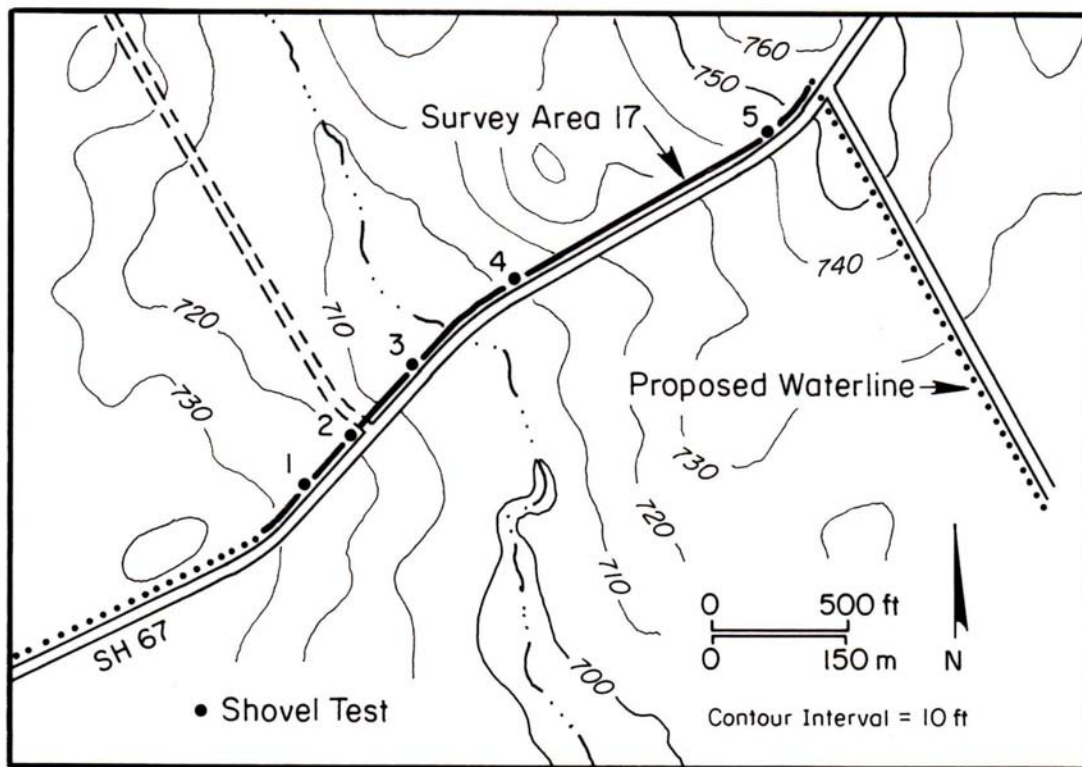 760
750
5
Survey Area 17
4
740
720
710
3
Proposed Waterline
730
2
730
1
720
710
0 500 ft
0 150 m
N
SH 67
700
Shovel Test
Contour Interval = 10 ft